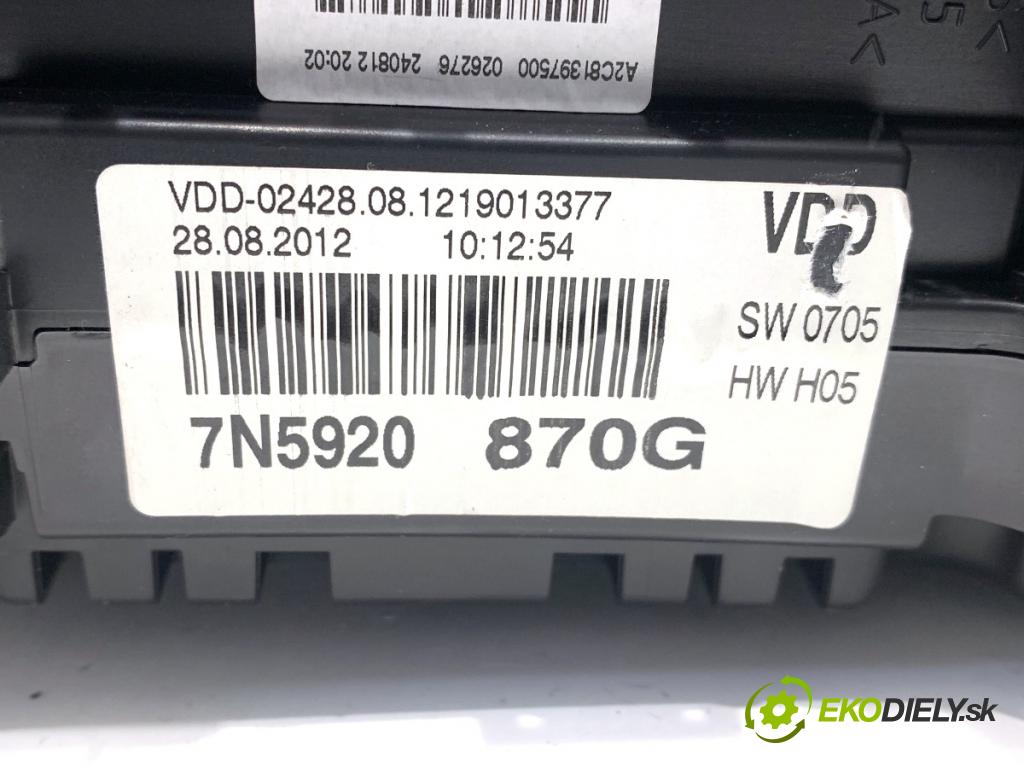 A2C81397500 026276 240812 20:02
VDD-02428.08.1219013377
28.08.2012 10:12:54
VDD
SW 0705
HW H05
7N5920 870G
EKODIELY.sk